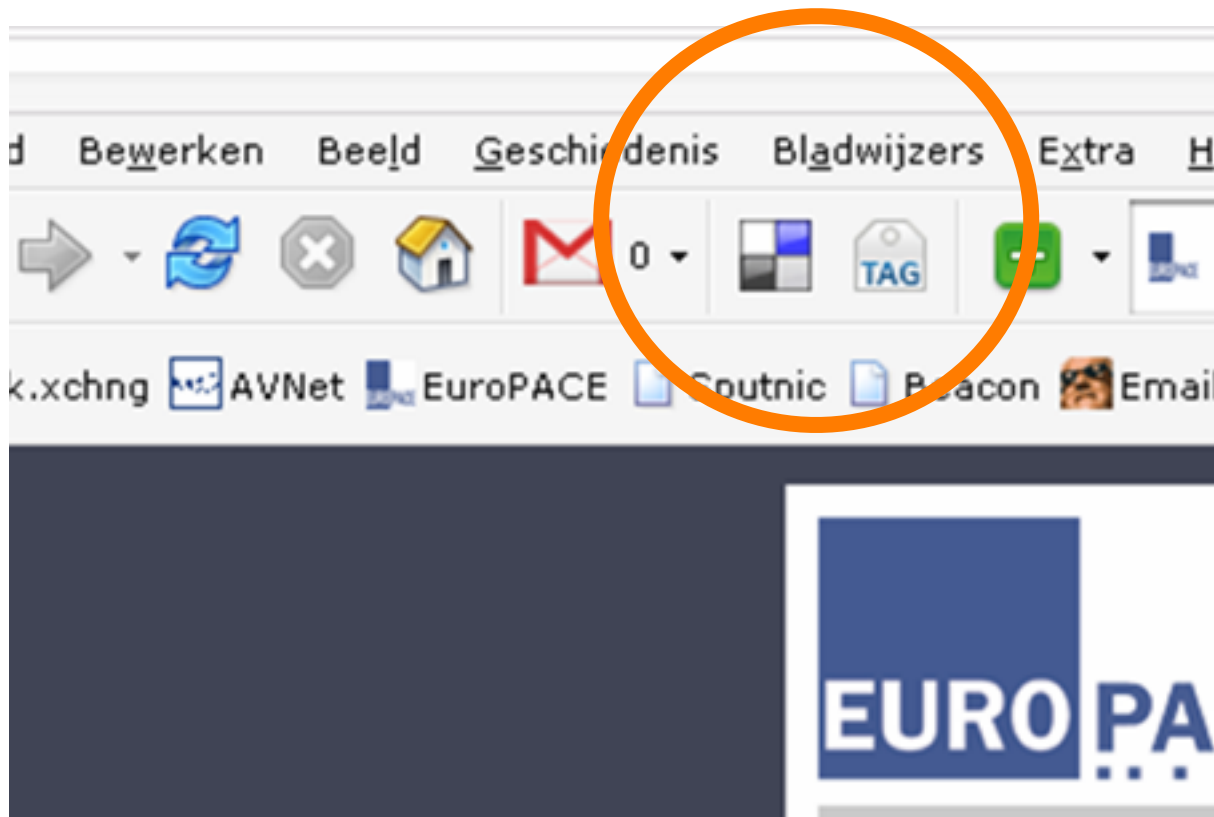 d Bewerken Beeld Geschiedenis Bladwijzers Extra H
0 TAG
k.xchng AVNet EuroPACE Sputnic Beacon Email
EURO PA